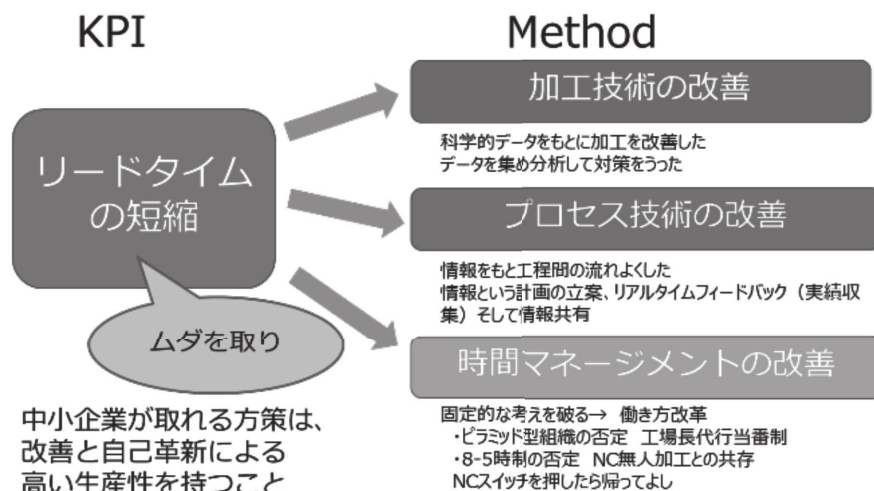 KPI
Method
リードタイム
の短縮
ムダを取り
中小企業が取れる方策は、
改善と自己革新による
高い生産性を持つこと
加工技術の改善
科学的データをもとに加工を改善した
データを集め分析して対策をうった
プロセス技術の改善
情報をもと工程間の流れよくした
情報という計画の立案、リアルタイムフィードバック（実績収
集）そして情報共有
時間マネージメントの改善
固定的な考えを破る→ 働き方改革
・ピラミッド型組織の否定 工場長代行当番制
・8-5時制の否定 NC無人加工との共存
NCスイッチを押したら帰ってよし